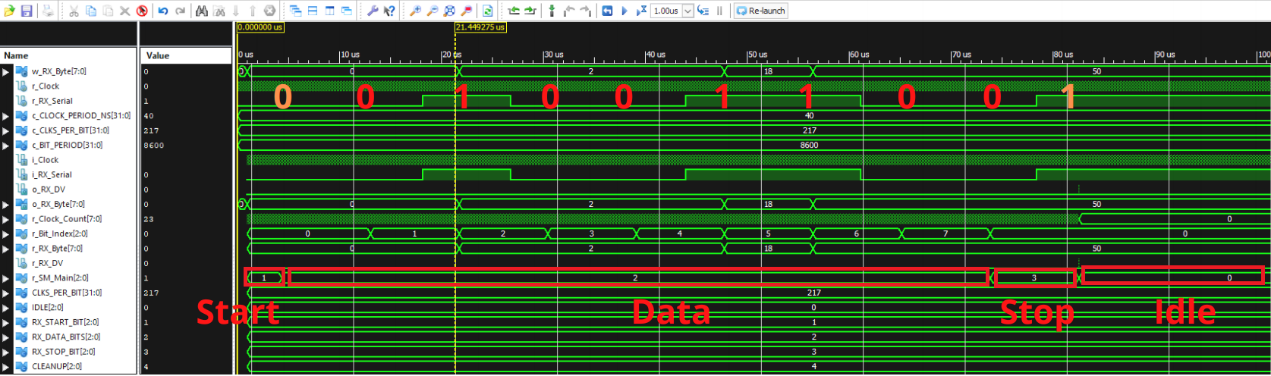 1.00us Re-launch
0.000000 us 21.449275 us
Name Value 0 us 10 us 20 us 30 us 40 us 50 us 60 us 70 us 80 us 90 us 100
w_RX_Byte[7:0] 0 0 0 2 18 50
r_Clock 0
r_RX_Serial 1 0 0 1 0 0 1 1 0 0 1
c_CLOCK_PERIOD_NS[31:0] 40 40
c_CLKS_PER_BIT[31:0] 217 217
c_BIT_PERIOD[31:0] 8600 8600
i_Clock 0
i_RX_Serial 0
o_RX_DV 0
o_RX_Byte[7:0] 0 0 0 2 18 50
r_Clock_Count[7:0] 23 0
r_Bit_Index[2:0] 0 0 1 2 3 4 5 6 7 0
r_RX_Byte[7:0] 0 0 2 18 50
r_RX_DV 0
r_SM_Main[2:0] 1 1 2 3 0
CLKS_PER_BIT[31:0] 217 217
IDLE[2:0] 0 0
Start Data Stop Idle
RX_START_BIT[2:0] 1 1
RX_DATA_BITS[2:0] 2 2
RX_STOP_BIT[2:0] 3 3
CLEANUP[2:0] 4 4